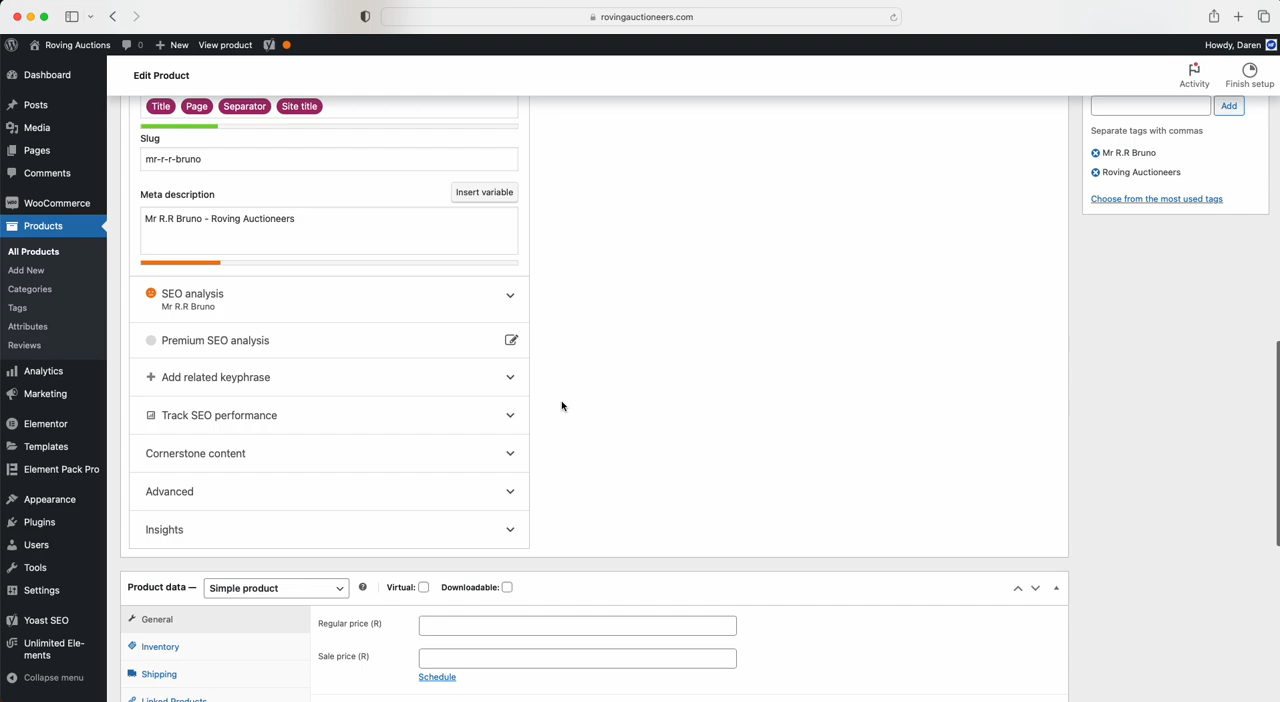 rovingauctioneers.com
Roving Auctions 0 New View product Howdy, Daren
Dashboard
Posts
Media
Pages
Comments
WooCommerce
Products
All Products
Add New
Categories
Tags
Attributes
Reviews
Analytics
Marketing
Elementor
Templates
Element Pack Pro
Appearance
Plugins
Users
Tools
Settings
Yoast SEO
Unlimited Ele-
ments
Collapse menu
Edit Product
Activity
Finish setup
Title Page Separator Site title
Slug
mr-r-r-bruno
Meta description
Insert variable
Mr R.R Bruno - Roving Auctioneers
SEO analysis
Mr R.R Bruno
Premium SEO analysis
Add related keyphrase
Track SEO performance
Cornerstone content
Advanced
Insights
Add
Separate tags with commas
Mr R.R Bruno
Roving Auctioneers
Choose from the most used tags
Product data — Simple product Virtual: Downloadable:
General
Inventory
Shipping
Linked Products
Regular price (R)
Sale price (R)
Schedule